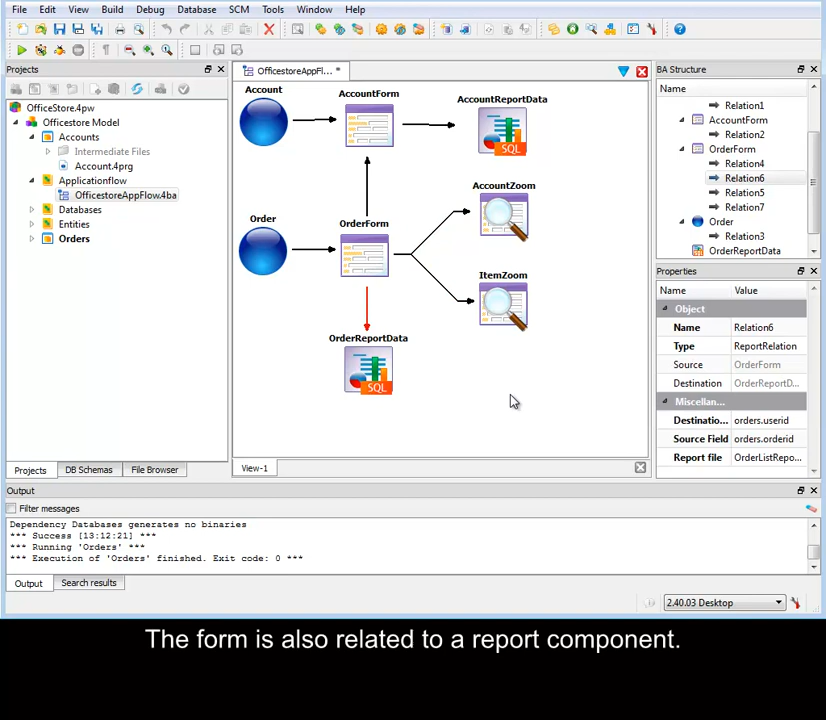 File Edit View Build Debug Database SCM Tools Window Help
Projects
OfficeStore.4pw
Officestore Model
Accounts
Intermediate Files
Account.4prg
Applicationflow
OfficestoreAppFlow.4ba
Databases
Entities
Orders
Projects DB Schemas File Browser
OfficestoreAppFl... *
Account
AccountForm
AccountReportData
SQL
AccountZoom
Order
OrderForm
ItemZoom
OrderReportData
SQL
View-1
BA Structure
Name
Relation1
AccountForm
Relation2
OrderForm
Relation4
Relation6
Relation5
Relation7
Order
Relation3
OrderReportData
Properties
Name Value
Object
Name Relation6
Type ReportRelation
Source OrderForm
Destination OrderReportD...
Miscellan...
Destinatio... orders.userid
Source Field orders.orderid
Report file OrderListRepo...
Output
Filter messages
Dependency Databases generates no binaries
*** Success [13:12:21] ***
*** Running 'Orders' ***
*** Execution of 'Orders' finished. Exit code: 0 ***
Output Search results
2.40.03 Desktop
The form is also related to a report component.